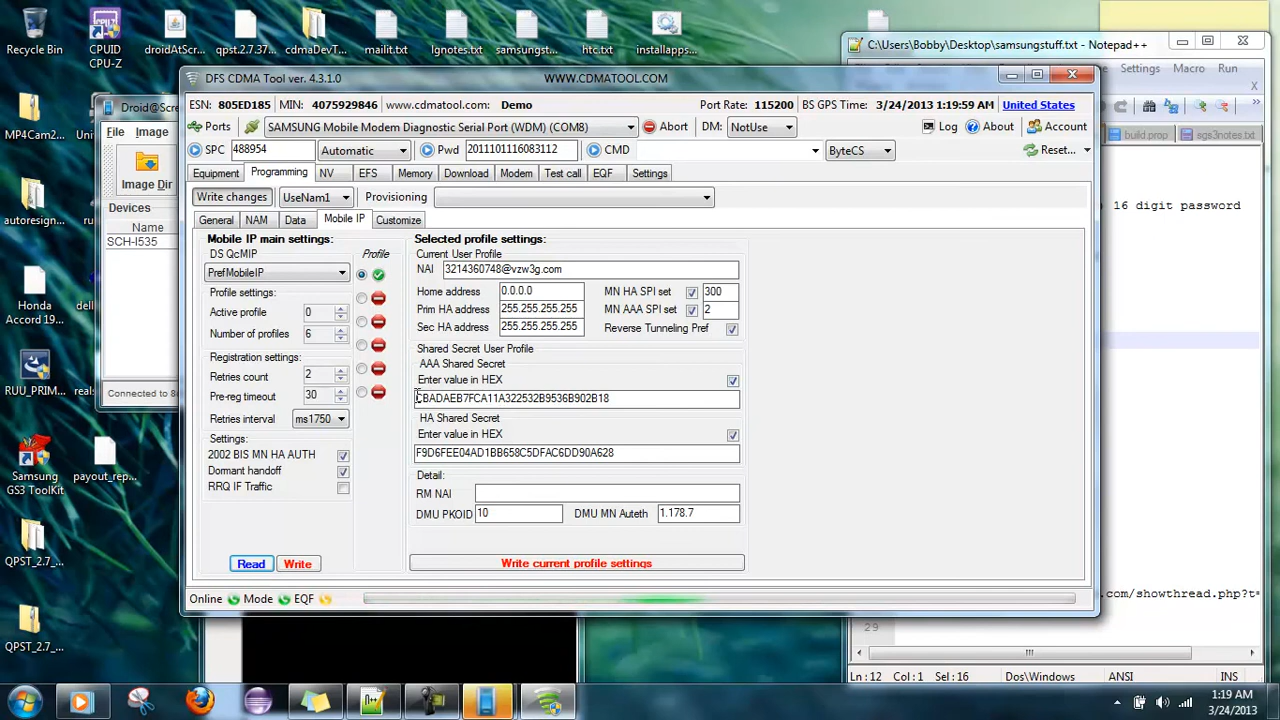 Recycle Bin
CPUID
CPU-Z
droidAtScr...
qpst.2.7.37...
cdmaDevT...
mailit.txt
lgnotes.txt
samsungst...
htc.txt
installapps....
C:\Users\Bobby\Desktop\samsungstuff.txt - Notepad++
Settings Macro Run
build.prop
sgs3notes.txt
16 digit password
MP4Cam2...
autoresign...
Honda
Accord 19...
RUU_PRIM...
Samsung
GS3 ToolKit
payout_rep...
QPST_2.7_...
QPST_2.7_...
Droid@Scre
File Image
Image Dir
Devices
Name
SCH-I535
Connected to 8
DFS CDMA Tool ver. 4.3.1.0
WWW.CDMATOOL.COM
ESN: 805ED185 MIN: 4075929846 www.cdmatool.com: Demo Port Rate: 115200 BS GPS Time: 3/24/2013 1:19:59 AM United States
Ports SAMSUNG Mobile Modem Diagnostic Serial Port (WDM) (COM8) Abort DM: NotUse Log About Account
SPC 488954 Automatic Pwd 2011101116083112 CMD ByteCS Reset...
Equipment Programming NV EFS Memory Download Modem Test call EQF Settings
Write changes UseNam1 Provisioning
General NAM Data Mobile IP Customize
Mobile IP main settings:
DS QcMIP
Profile
PrefMobileIP
Profile settings:
Active profile 0
Number of profiles 6
Registration settings:
Retries count 2
Pre-reg timeout 30
Retries interval ms1750
Settings:
2002 BIS MN HA AUTH
Dormant handoff
RRQ IF Traffic
Read Write
Selected profile settings:
Current User Profile
NAI 3214360748@vzw3g.com
Home address 0.0.0.0 MN HA SPI set 300
Prim HA address 255.255.255.255 MN AAA SPI set 2
Sec HA address 255.255.255.255 Reverse Tunneling Pref
Shared Secret User Profile
AAA Shared Secret
Enter value in HEX
CBADAEB7FCA11A322532B9536B902B18
HA Shared Secret
Enter value in HEX
F9D6FEE04AD1BB658C5DFAC6DD90A628
Detail:
RM NAI
DMU PKOID 10 DMU MN Auteth 1.178.7
Write current profile settings
Online Mode EQF
.com/showthread.php?t=
29
Ln : 12 Col : 1 Sel : 16 Dos\Windows ANSI INS
1:19 AM
3/24/2013